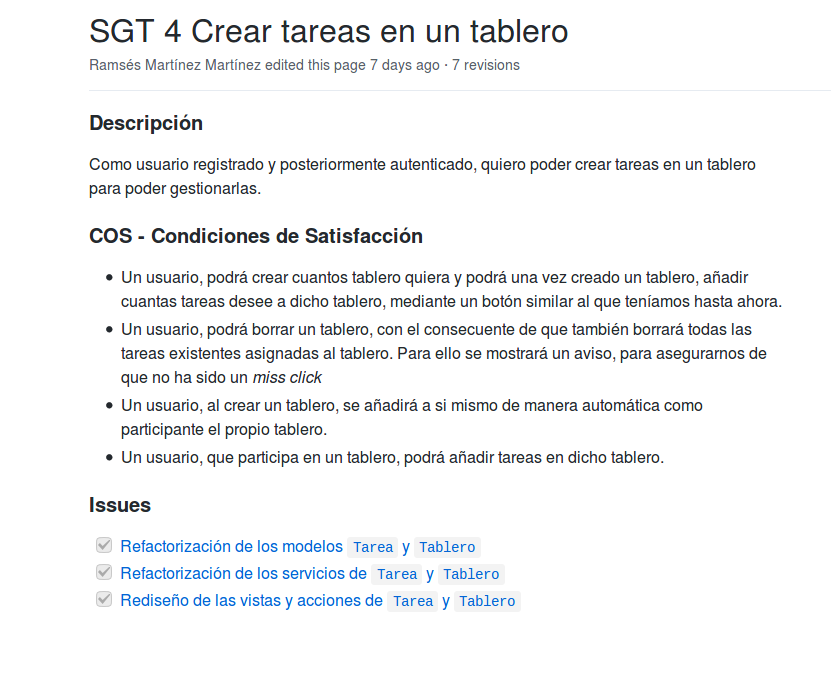 SGT 4 Crear tareas en un tablero
Ramsés Martínez Martínez edited this page 7 days ago · 7 revisions
Descripción
Como usuario registrado y posteriormente autenticado, quiero poder crear tareas en un tablero
para poder gestionarlas.
COS - Condiciones de Satisfacción
Un usuario, podrá crear cuantos tablero quiera y podrá una vez creado un tablero, añadir
cuantas tareas desee a dicho tablero, mediante un botón similar al que teníamos hasta ahora.
Un usuario, podrá borrar un tablero, con el consecuente de que también borrará todas las
tareas existentes asignadas al tablero. Para ello se mostrará un aviso, para asegurarnos de
que no ha sido un miss click
Un usuario, al crear un tablero, se añadirá a si mismo de manera automática como
participante el propio tablero.
Un usuario, que participa en un tablero, podrá añadir tareas en dicho tablero.
Issues
Refactorización de los modelos Tarea y Tablero
Refactorización de los servicios de Tarea y Tablero
Rediseño de las vistas y acciones de Tarea y Tablero